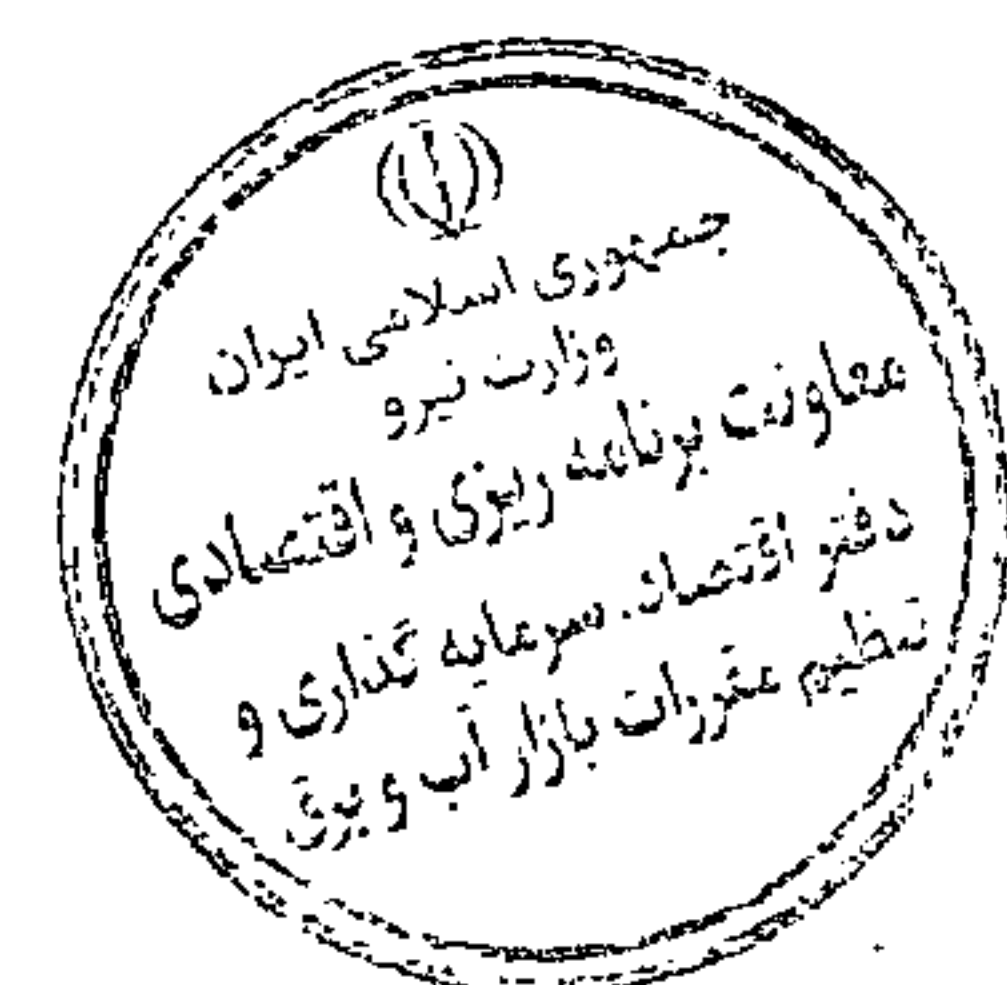 جمهوری اسلامی ایران
وزارت نیرو
معاونت برنامه ریزی و اقتصادی
دفتر اقتصاد، سرمایه گذاری و
تنظیم مقررات بازار آب و برق